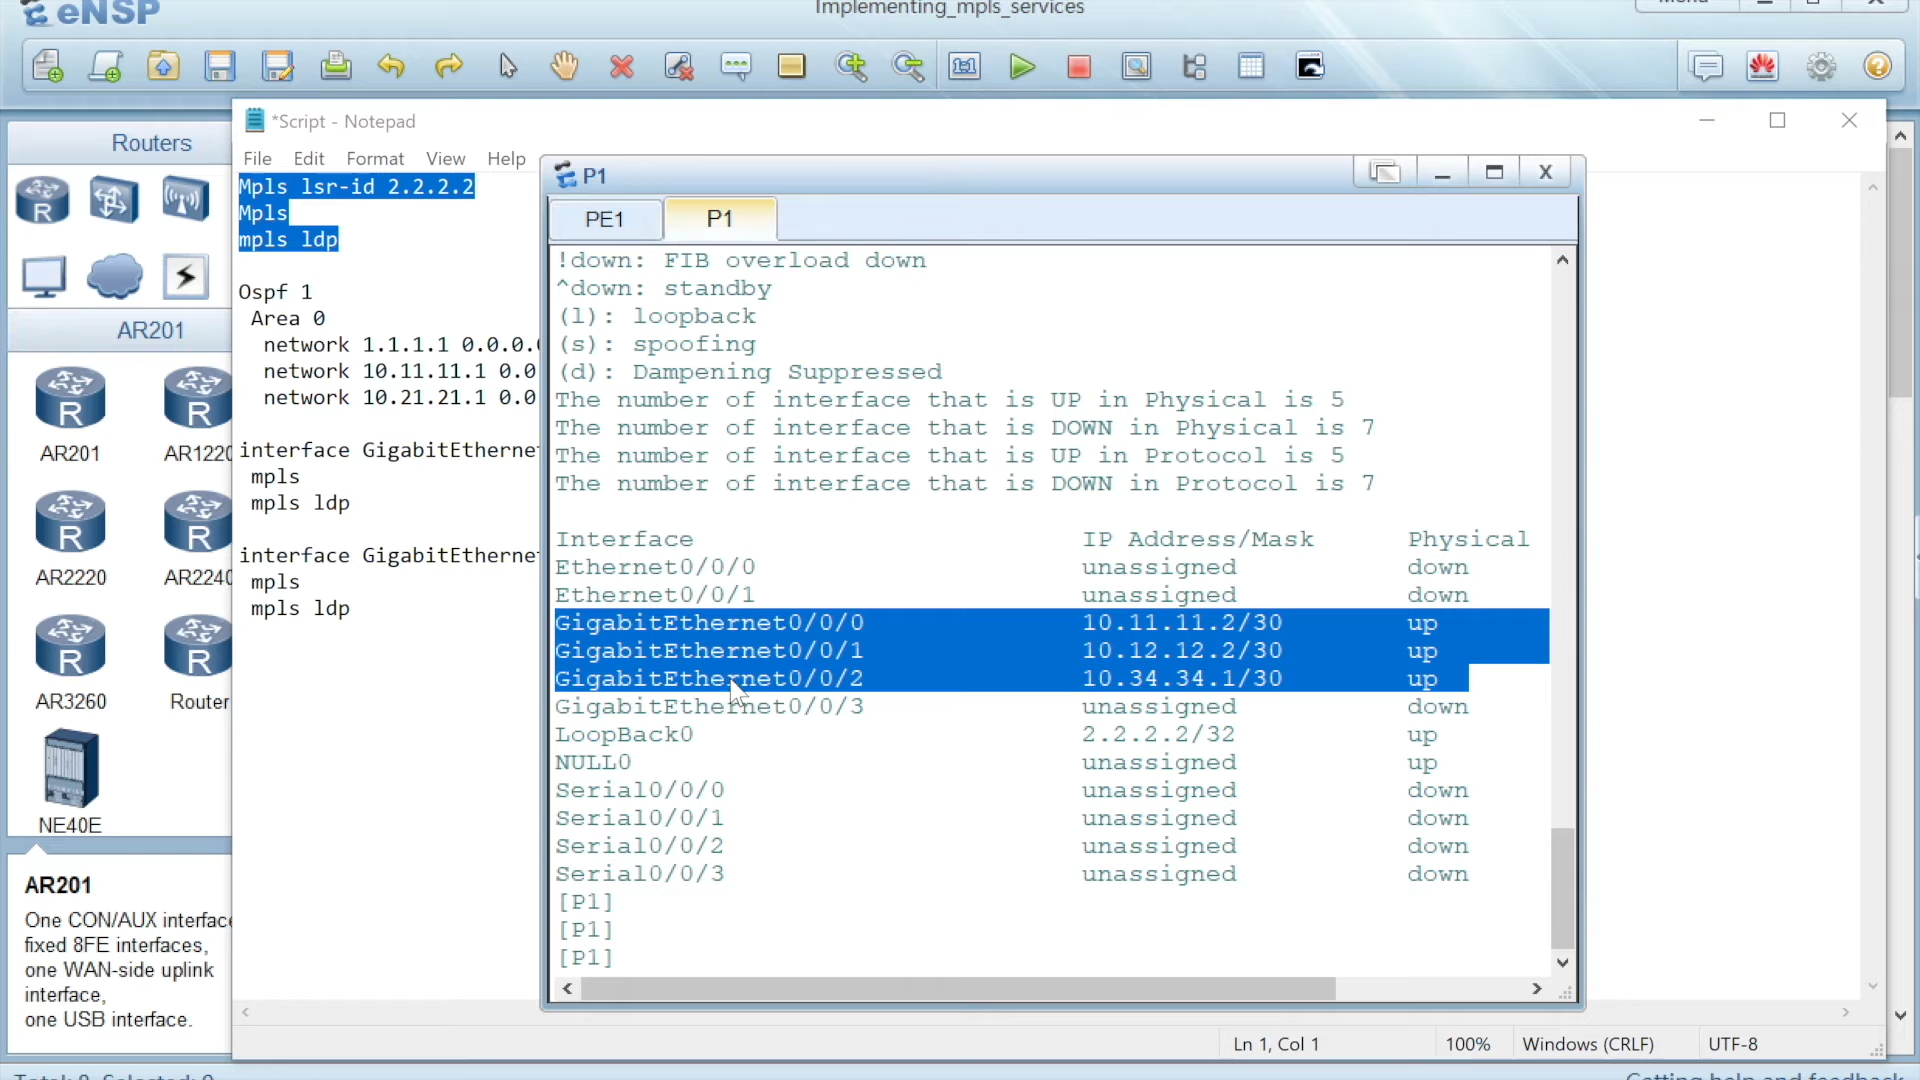 eNSP
Implementing_mpls_services
Routers
AR201
AR201
AR1220
AR2220
AR2240
AR3260
Router
NE40E
AR201
One CON/AUX interface
fixed 8FE interfaces,
one WAN-side uplink
interface,
one USB interface.
*Script - Notepad
File Edit Format View Help
Mpls lsr-id 2.2.2.2
Mpls
mpls ldp
Ospf 1
Area 0
network 1.1.1.1 0.0.0.
network 10.11.11.1 0.0
network 10.21.21.1 0.0
interface GigabitEthernet
mpls
mpls ldp
interface GigabitEthernet
mpls
mpls ldp
P1
PE1 P1
!down: FIB overload down
^down: standby
(l): loopback
(s): spoofing
(d): Dampening Suppressed
The number of interface that is UP in Physical is 5
The number of interface that is DOWN in Physical is 7
The number of interface that is UP in Protocol is 5
The number of interface that is DOWN in Protocol is 7
Interface IP Address/Mask Physical
Ethernet0/0/0 unassigned down
Ethernet0/0/1 unassigned down
GigabitEthernet0/0/0 10.11.11.2/30 up
GigabitEthernet0/0/1 10.12.12.2/30 up
GigabitEthernet0/0/2 10.34.34.1/30 up
GigabitEthernet0/0/3 unassigned down
LoopBack0 2.2.2.2/32 up
NULL0 unassigned up
Serial0/0/0 unassigned down
Serial0/0/1 unassigned down
Serial0/0/2 unassigned down
Serial0/0/3 unassigned down
[P1]
[P1]
[P1]
Ln 1, Col 1 100% Windows (CRLF) UTF-8
Total: 8 Selected: 0
Getting help and feedback